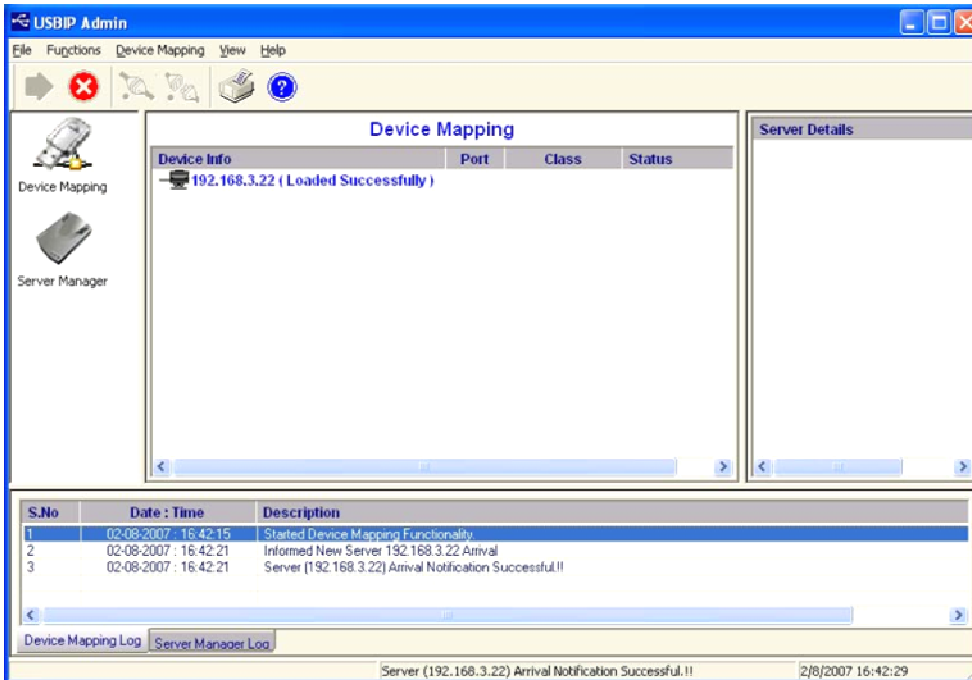 USBIP Admin
File Functions Device Mapping View Help
Device Mapping
Server Manager
Device Mapping
Device Info Port Class Status
192.168.3.22 ( Loaded Successfully )
Server Details
S.No Date : Time Description
1 02-08-2007 : 16:42:15 Started Device Mapping Functionality.
2 02-08-2007 : 16:42:21 Informed New Server 192.168.3.22 Arrival
3 02-08-2007 : 16:42:21 Server (192.168.3.22) Arrival Notification Successful.!!
Device Mapping Log Server Manager Log
Server (192.168.3.22) Arrival Notification Successful.!! 2/8/2007 16:42:29